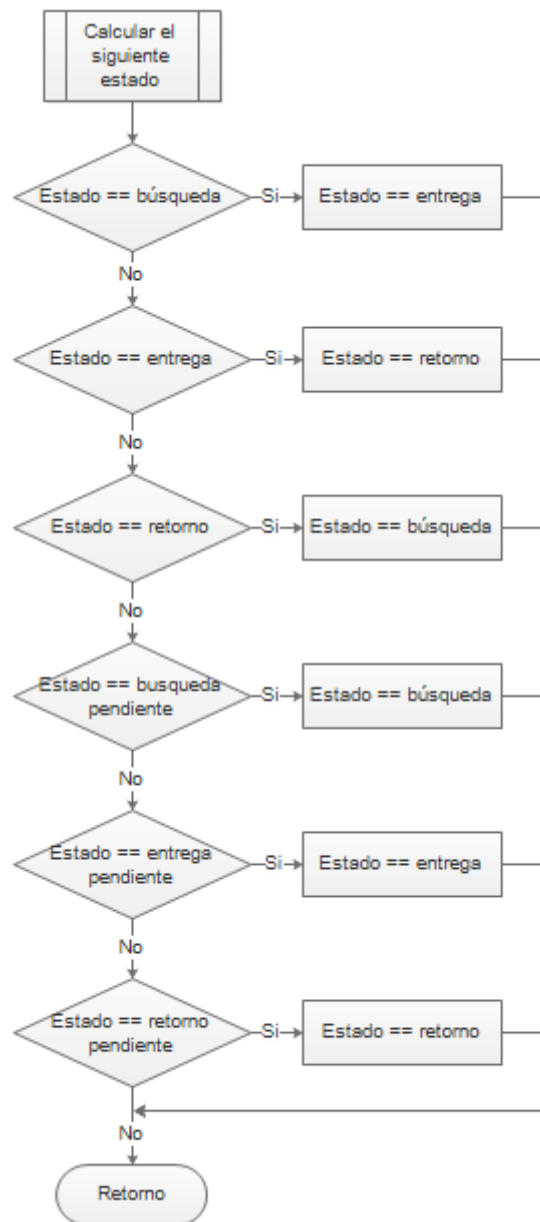 Calcular el
siguiente
estado
Estado == búsqueda
Si
Estado == entrega
No
Estado == entrega
Si
Estado == retorno
No
Estado == retorno
Si
Estado == búsqueda
No
Estado == busqueda
pendiente
Si
Estado == búsqueda
No
Estado == entrega
pendiente
Si
Estado == entrega
No
Estado == retorno
pendiente
Si
Estado == retorno
No
Retorno